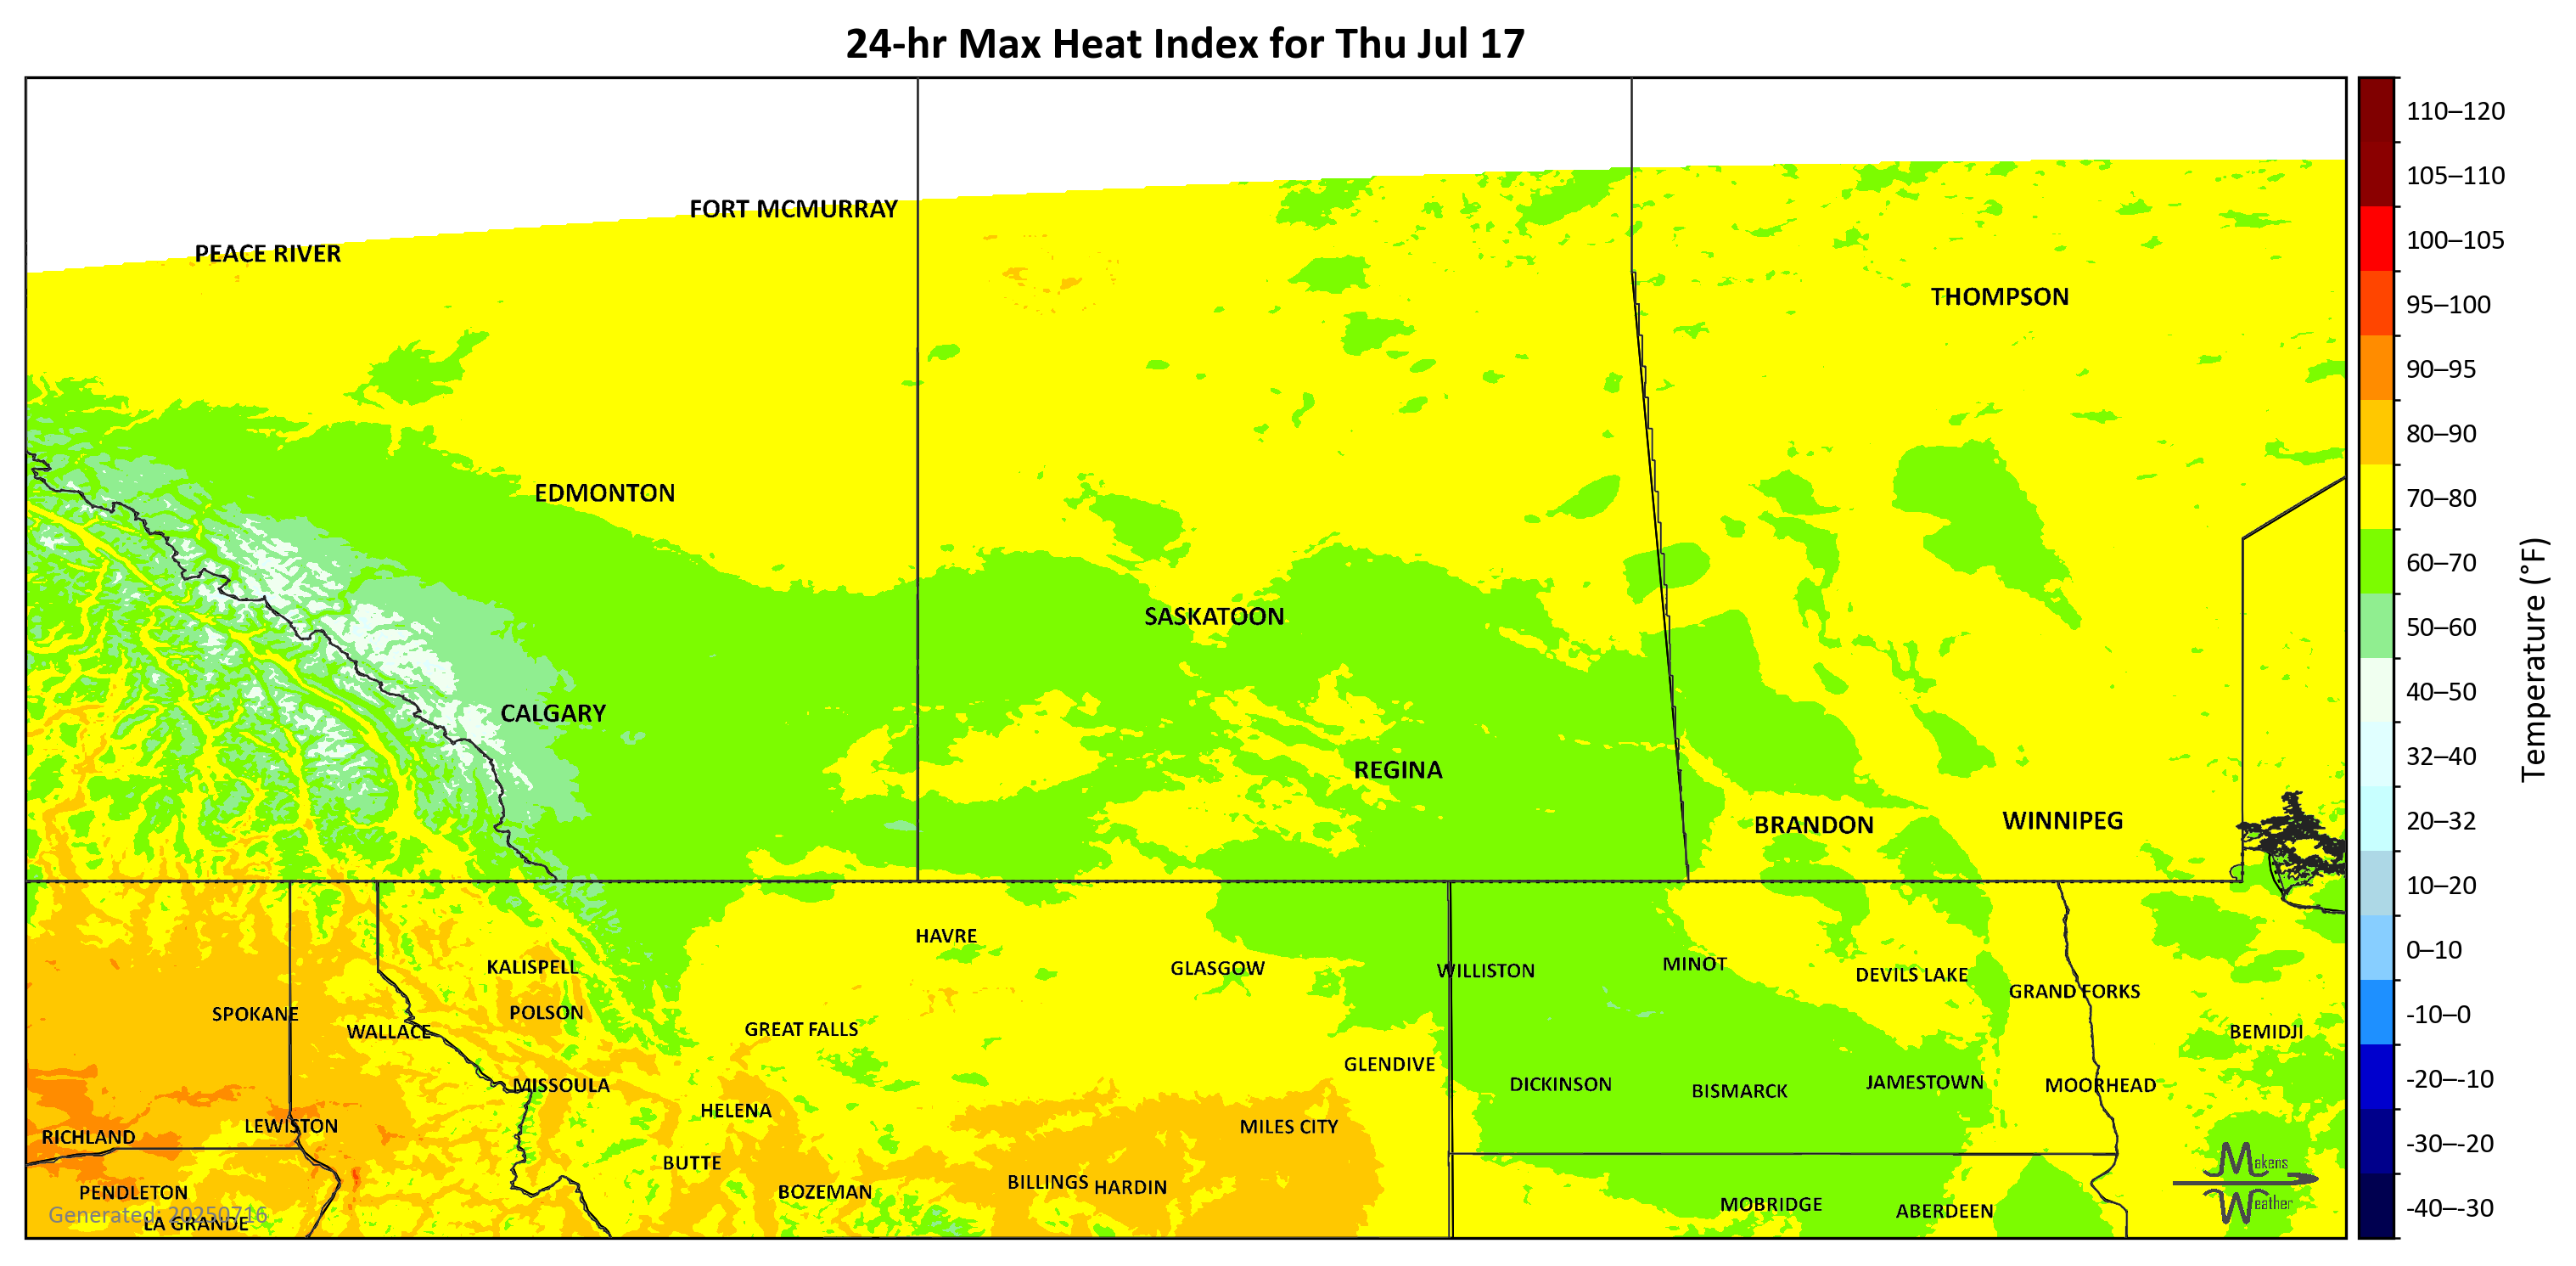 24-hr Max Heat Index for Thu Jul 17
110–120
105–110
100–105
95–100
90–95
80–90
70–80
60–70
50–60
40–50
32–40
20–32
10–20
0–10
-10–0
-20–-10
-30–-20
-40–-30
Temperature (°F)
FORT MCMURRAY
PEACE RIVER
THOMPSON
EDMONTON
SASKATOON
CALGARY
REGINA
BRANDON
WINNIPEG
HAVRE
KALISPELL
GLASGOW
WILLISTON
MINOT
DEVILS LAKE
GRAND FORKS
SPOKANE
POLSON
WALLACE
GREAT FALLS
BEMIDJI
GLENDIVE
MISSOULA
DICKINSON
BISMARCK
JAMESTOWN
MOORHEAD
HELENA
LEWISTON
MILES CITY
RICHLAND
BUTTE
BILLINGS
HARDIN
PENDLETON
BOZEMAN
MOBRIDGE
ABERDEEN
LA GRANDE
Generated: 20250716
Makens
Weather